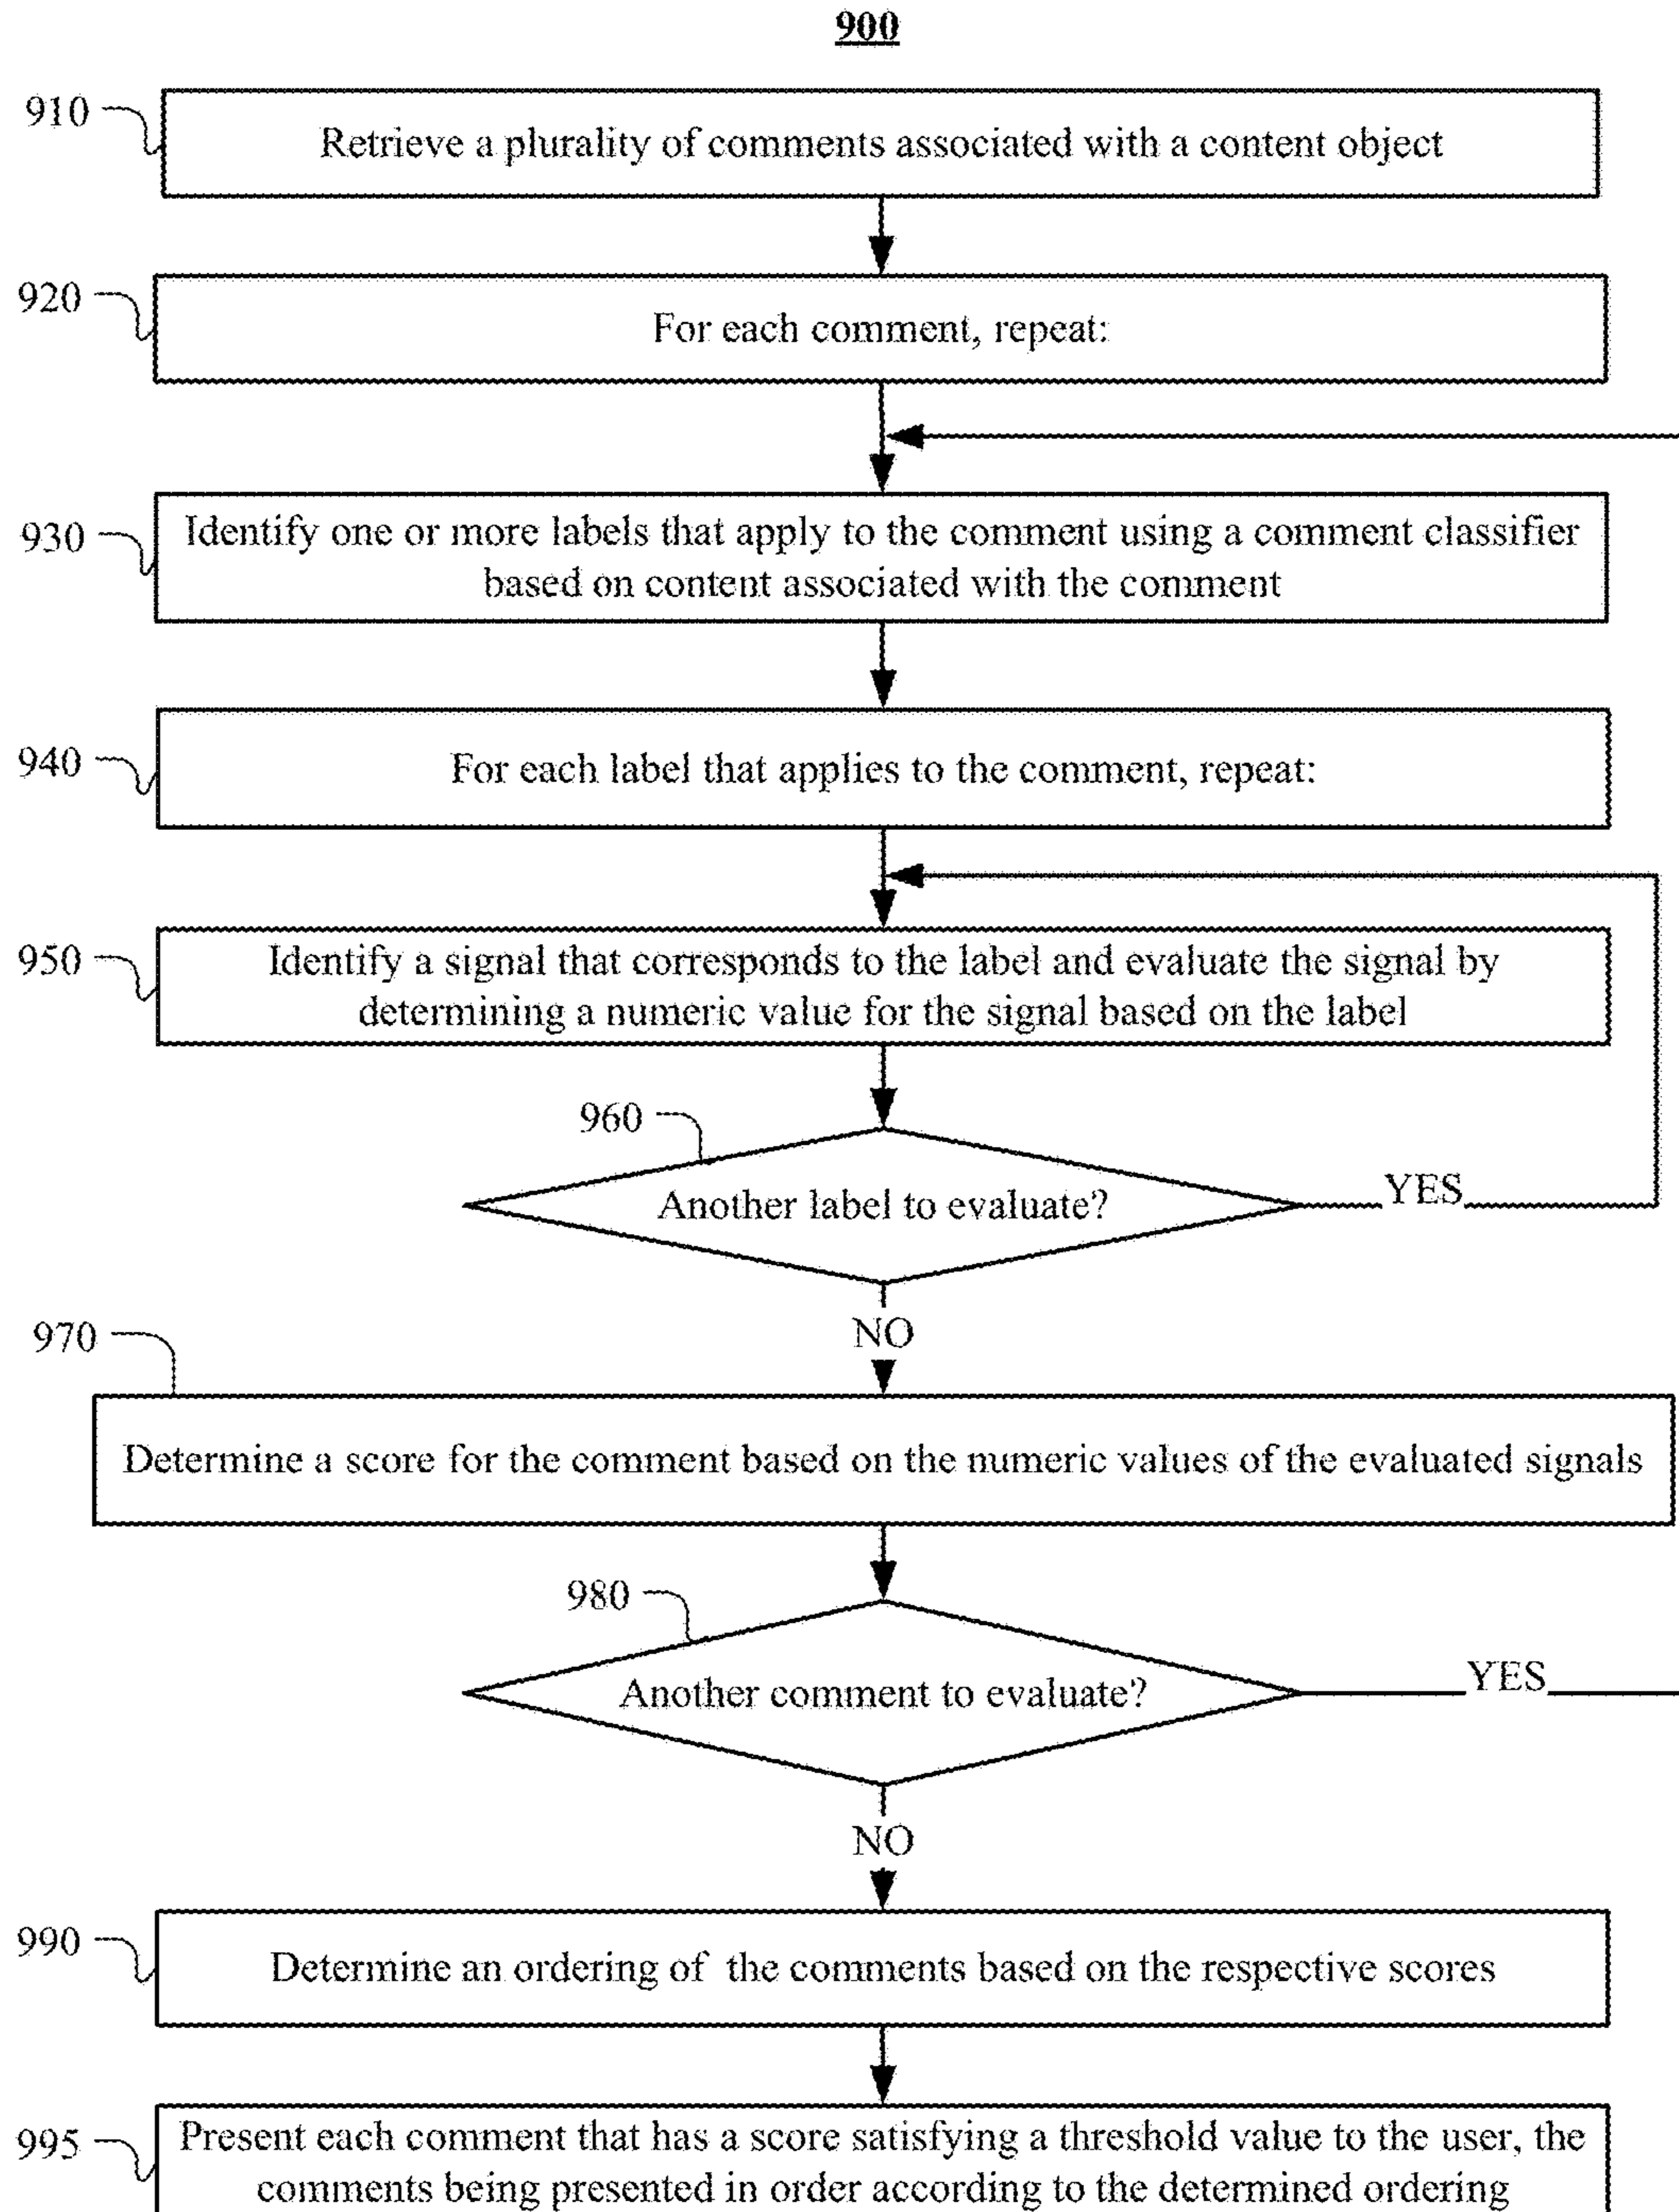 900
910
Retrieve a plurality of comments associated with a content object
920
For each comment, repeat:
930
Identify one or more labels that apply to the comment using a comment classifier
based on content associated with the comment
940
For each label that applies to the comment, repeat:
950
Identify a signal that corresponds to the label and evaluate the signal by
determining a numeric value for the signal based on the label
960
Another label to evaluate?
YES
NO
970
Determine a score for the comment based on the numeric values of the evaluated signals
980
Another comment to evaluate?
YES
NO
990
Determine an ordering of the comments based on the respective scores
995
Present each comment that has a score satisfying a threshold value to the user, the
comments being presented in order according to the determined ordering